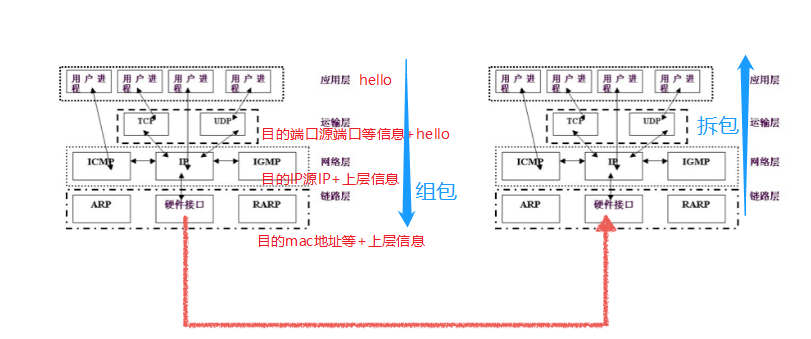 用户进程 用户进程 用户进程 用户进程 应用层 hello
TCP UDP 运输层
目的端口源端口等信息+hello
ICMP IP IGMP 网络层
目的IP源IP+上层信息
组包
ARP 硬件接口 RARP 链路层
目的mac地址等+上层信息
用户进程 用户进程 用户进程 用户进程 应用层
TCP UDP 运输层
拆包
ICMP IP IGMP 网络层
ARP 硬件接口 RARP 链路层